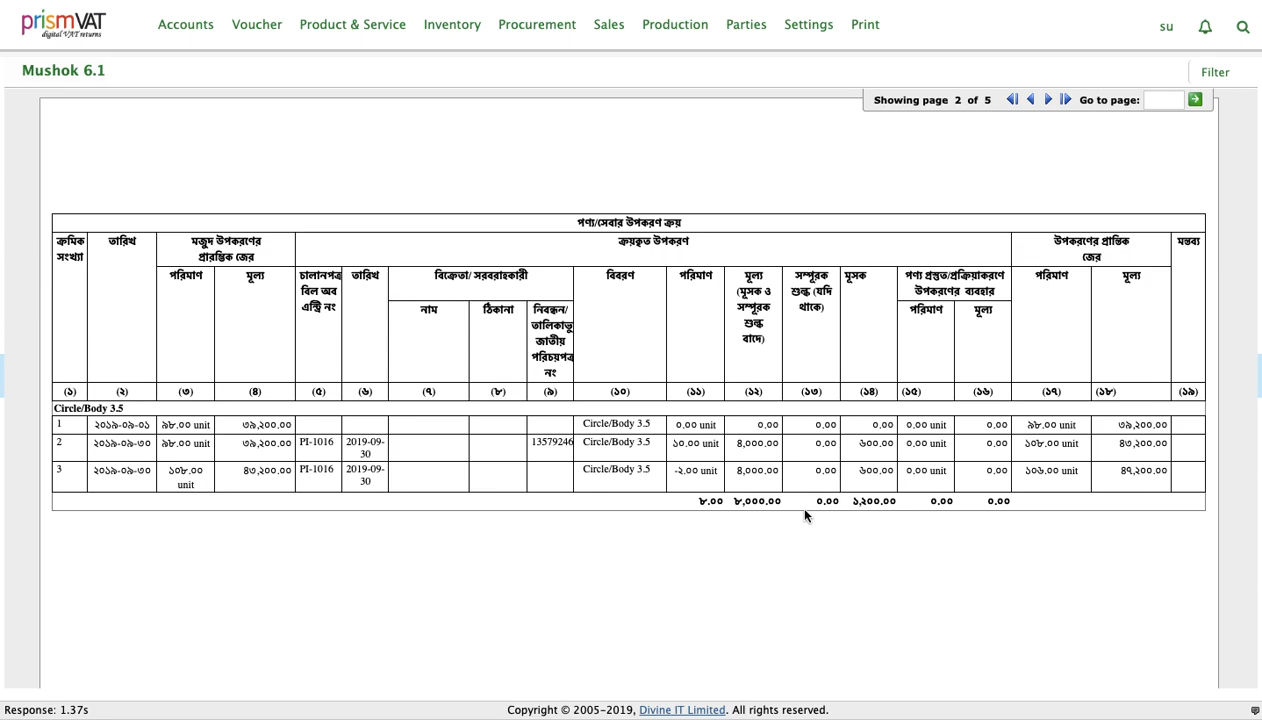 prismVAT
digital VAT returns
Accounts Voucher Product & Service Inventory Procurement Sales Production Parties Settings Print su
Mushok 6.1
Filter
Showing page 2 of 5 Go to page:
পণ্য/সেবার উপকরণ ক্রয়
ক্রমিক সংখ্যা
তারিখ
মজুদ উপকরণের প্রারম্ভিক জের
ক্রয়কৃত উপকরণ
উপকরণের প্রান্তিক জের
মন্তব্য
পরিমাণ
মূল্য
চালানপত্র বিল অব এন্ট্রি নং
তারিখ
বিক্রেতা/ সরবরাহকারী
বিবরণ
পরিমাণ
মূল্য (মূসক ও সম্পূরক শুল্ক বাদে)
সম্পূরক শুল্ক (যদি থাকে)
মূসক
পণ্য প্রস্তুত/প্রক্রিয়াকরণে উপকরণের ব্যবহার
পরিমাণ
মূল্য
নাম
ঠিকানা
নিবন্ধন/ তালিকাভু জাতীয় পরিচয়পত্র নং
পরিমাণ
মূল্য
(১) (২) (৩) (৪) (৫) (৬) (৭) (৮) (৯) (১০) (১১) (১২) (১৩) (১৪) (১৫) (১৬) (১৭) (১৮) (১৯)
Circle/Body 3.5
1 ২০১৯-০৯-০১ ৯৮.০০ unit ৩৯,২০০.০০ Circle/Body 3.5 ০.০০ unit ০.০০ ০.০০ ০.০০ ০.০০ unit ০.০০ ৯৮.০০ unit ৩৯,২০০.০০
2 ২০১৯-০৯-৩০ ৯৮.০০ unit ৩৯,২০০.০০ PI-1016 2019-09-30 13579246 Circle/Body 3.5 ১০.০০ unit ৪,০০০.০০ ০.০০ ৬০০.০০ ০.০০ unit ০.০০ ১০৮.০০ unit ৪৩,২০০.০০
3 ২০১৯-০৯-৩০ ১০৮.০০ unit ৪৩,২০০.০০ PI-1016 2019-09-30 Circle/Body 3.5 -২.০০ unit ৪,০০০.০০ ০.০০ ৬০০.০০ ০.০০ unit ০.০০ ১০৬.০০ unit ৪৭,২০০.০০
৮.০০ ৮,০০০.০০ ০.০০ ১,২০০.০০ ০.০০ ০.০০
Response: 1.37s
Copyright © 2005-2019, Divine IT Limited. All rights reserved.